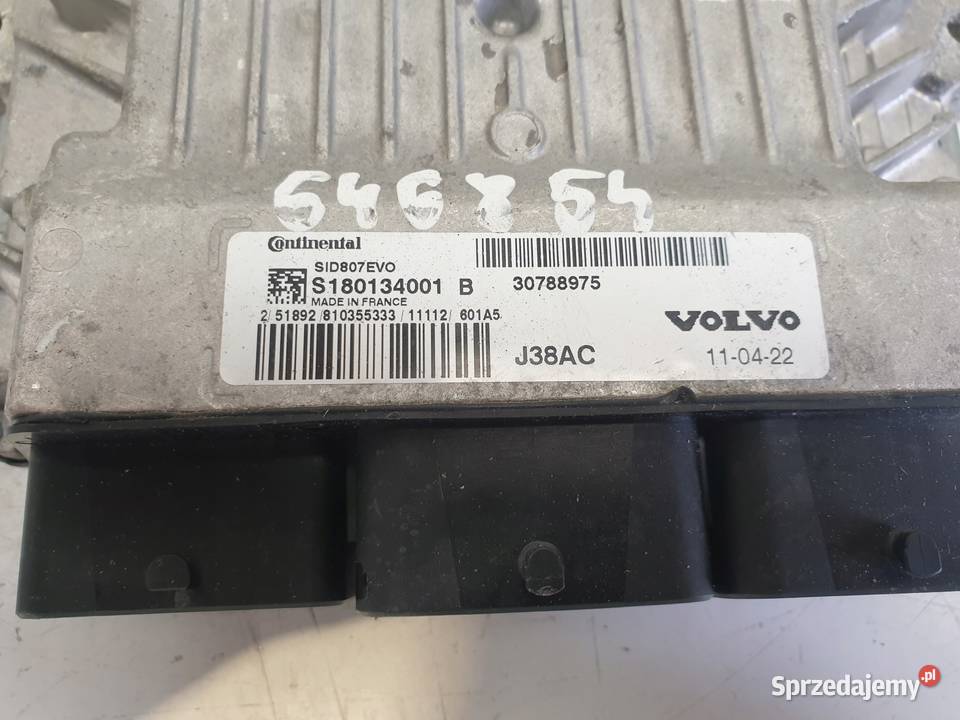 545254
Continental
SID807EVO
S180134001 B
30788975
MADE IN FRANCE
2/ 51892 /810355333 /11112/ 601A5
VOLVO
J38AC
11-04-22
Sprzedajemy.pl